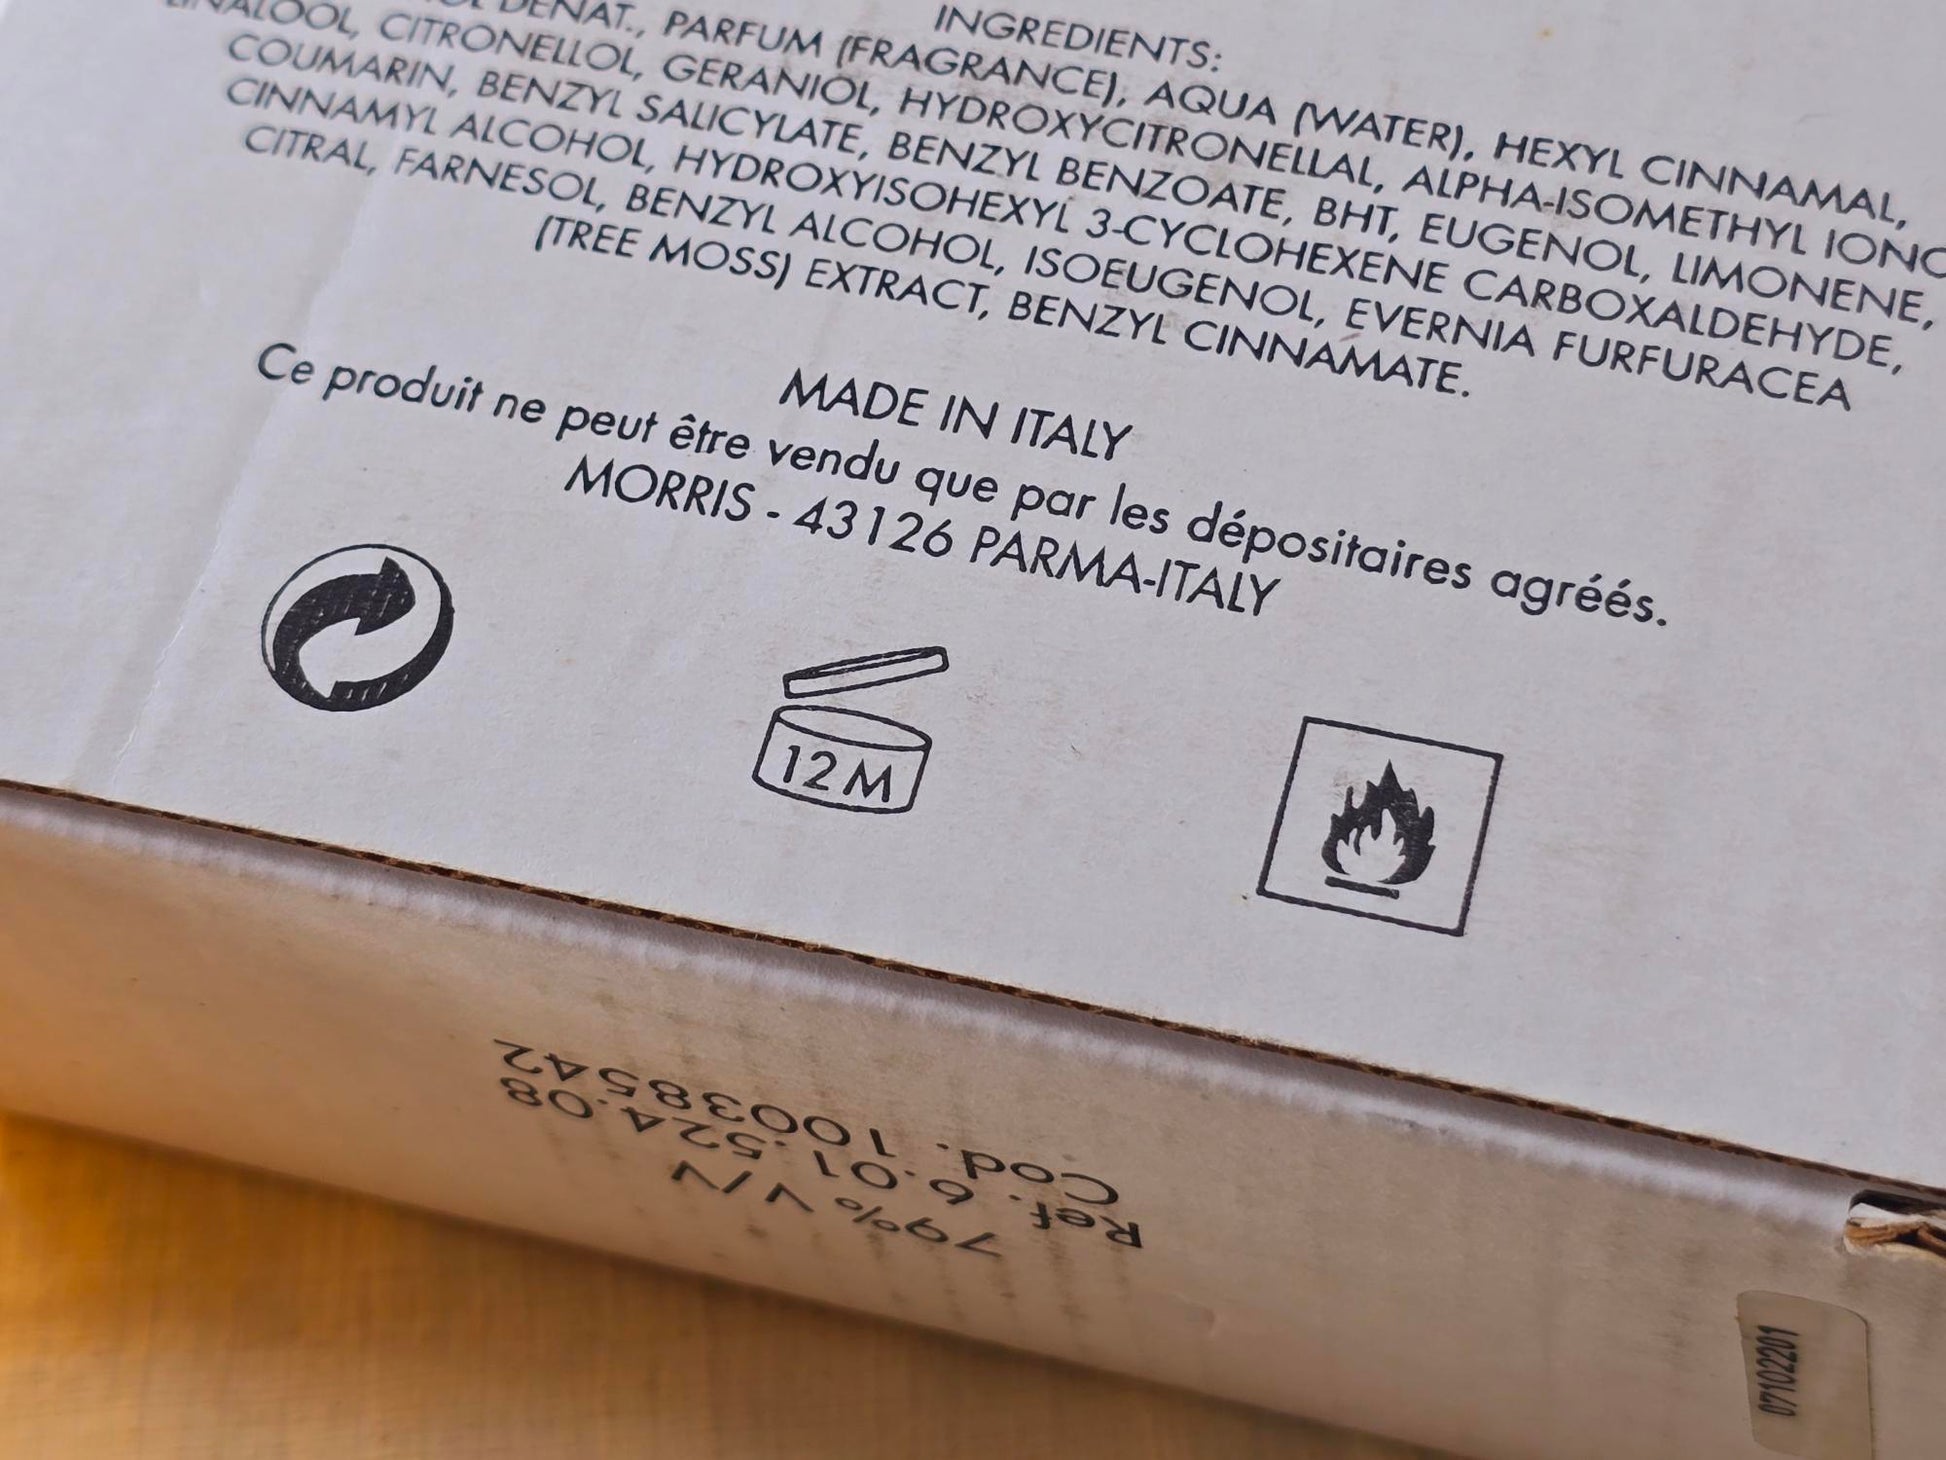 INGREDIENTS:
DENAT., PARFUM (FRAGRANCE), AQUA (WATER), HEXYL CINNAMAL,
LINALOOL, CITRONELLOL, GERANIOL, HYDROXYCITRONELLAL, ALPHA-ISOMETHYL IONO
COUMARIN, BENZYL SALICYLATE, BENZYL BENZOATE, BHT, EUGENOL, LIMONENE,
CINNAMYL ALCOHOL, HYDROXYISOHEXYL 3-CYCLOHEXENE CARBOXALDEHYDE,
CITRAL, FARNESOL, BENZYL ALCOHOL, ISOEUGENOL, EVERNIA FURFURACEA
(TREE MOSS) EXTRACT, BENZYL CINNAMATE.
MADE IN ITALY
Ce produit ne peut être vendu que par les dépositaires agréés.
MORRIS - 43126 PARMA-ITALY
12M
79% V/V
Ref. 6.01.524.08
Cod. 10038542
07102201